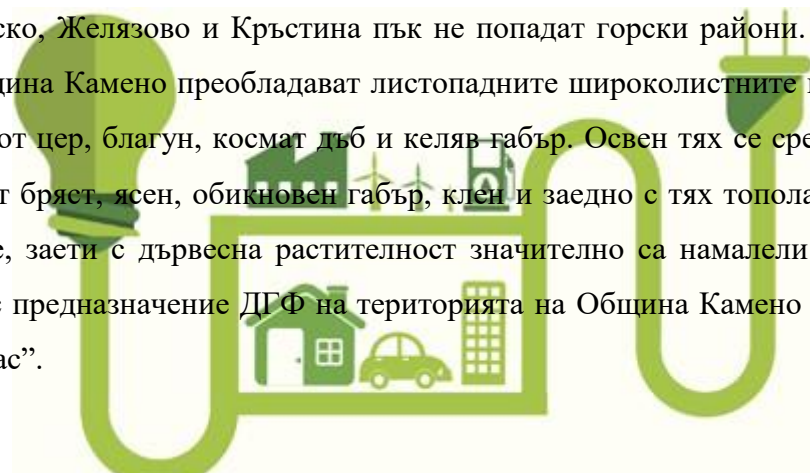 ско, Желязово и Кръстина пък не попадат горски райони.
цина Камено преобладават листопадните широколистните
от цер, благун, космат дъб и келяв габър. Освен тях се сре
т бряст, ясен, обикновен габър, клен и заедно с тях топола
е, заети с дървесна растителност значително са намалели
с предназначение ДГФ на територията на Община Камено
ас”.